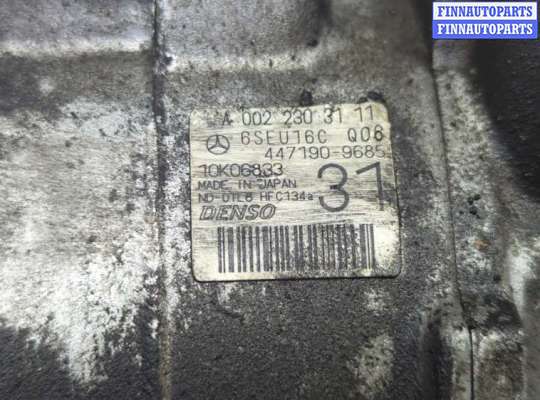 FINNAUTOPARTS
FINNAUTOPARTS
A 002 230 31 11
6SEU16C Q06
447190-9685
10K06833
MADE IN JAPAN
31
ND-OIL8 HFC134a
DENSO